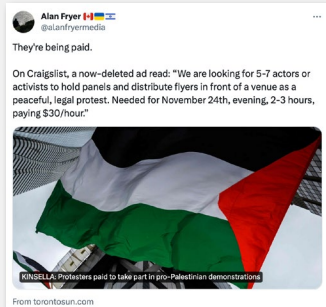 Alan Fryer 🇨🇦🇺🇦🇮🇱
@alanfryermedia
They're being paid.
On Craigslist, a now-deleted ad read: “We are looking for 5-7 actors or
activists to hold panels and distribute flyers in front of a venue as a
peaceful, legal protest. Needed for November 24th, evening, 2-3 hours,
paying $30/hour.”
KINSELLA: Protesters paid to take part in pro-Palestinian demonstrations
From torontosun.com